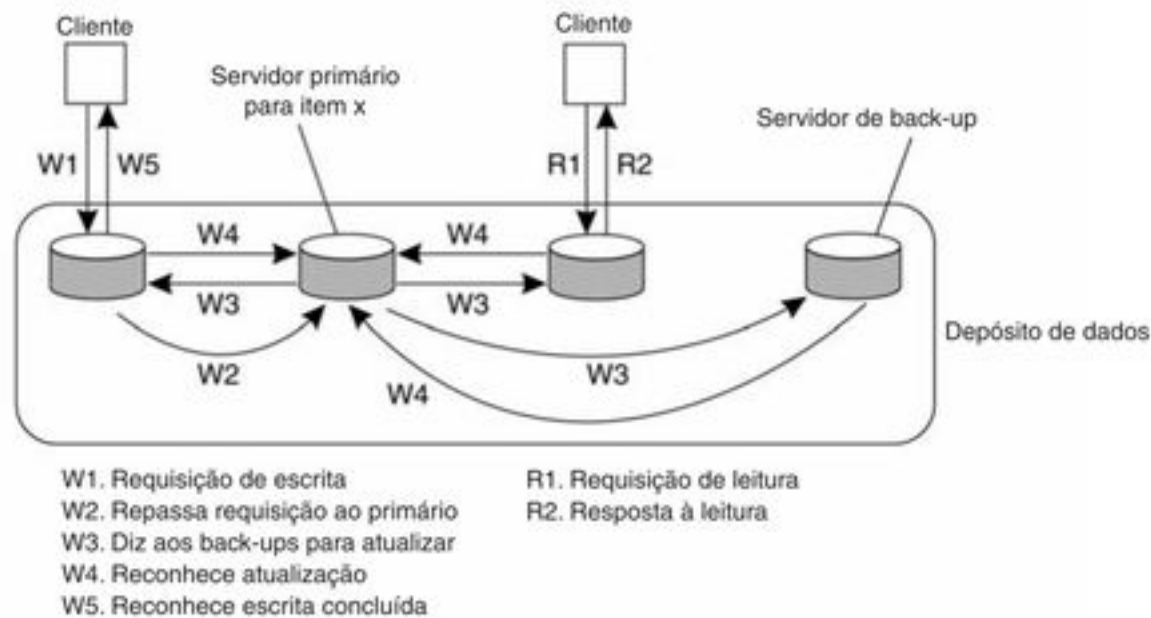 Cliente
Cliente
Servidor primário
para item x
Servidor de back-up
W1
W5
R1
R2
W4
W4
W3
W3
W2
W3
W4
Depósito de dados
W1. Requisição de escrita
W2. Repassa requisição ao primário
W3. Diz aos back-ups para atualizar
W4. Reconhece atualização
W5. Reconhece escrita concluída
R1. Requisição de leitura
R2. Resposta à leitura